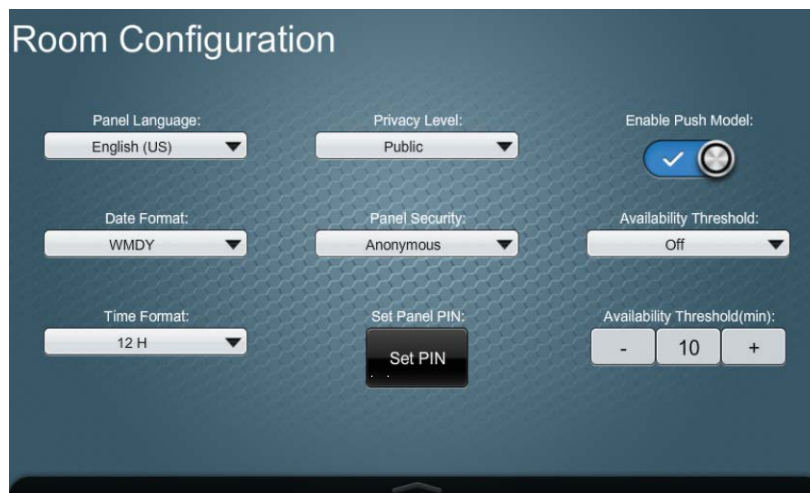 Room Configuration
Panel Language:
English (US)
Privacy Level:
Public
Enable Push Model:
Date Format:
WMDY
Panel Security:
Anonymous
Availability Threshold:
Off
Time Format:
12 H
Set Panel PIN:
Set PIN
Availability Threshold(min):
- 10 +